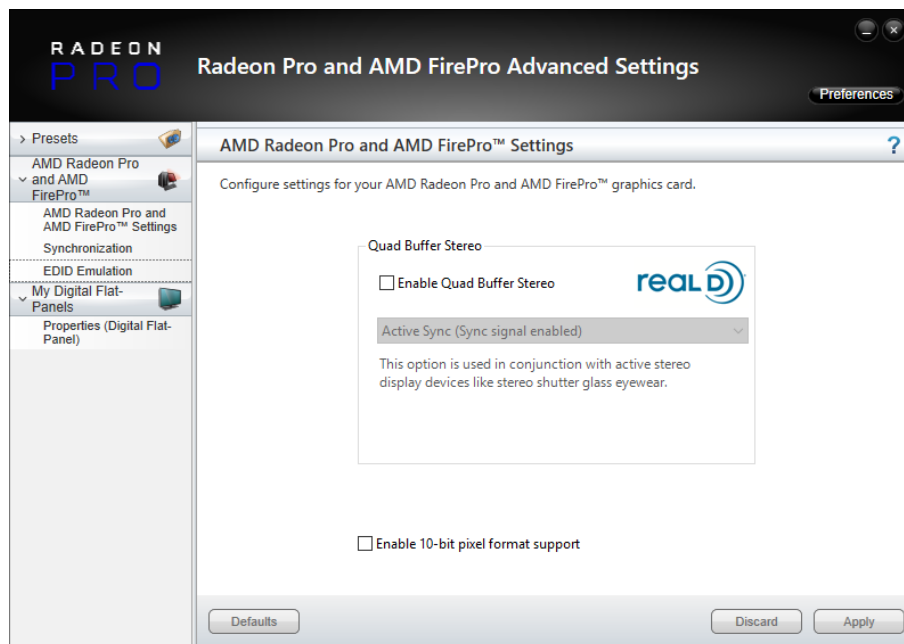 RADEON
PRO
Radeon Pro and AMD FirePro Advanced Settings
Preferences
Presets
AMD Radeon Pro
and AMD
FirePro™
AMD Radeon Pro and
AMD FirePro™ Settings
Synchronization
EDID Emulation
My Digital Flat-
Panels
Properties (Digital Flat-
Panel)
AMD Radeon Pro and AMD FirePro™ Settings
?
Configure settings for your AMD Radeon Pro and AMD FirePro™ graphics card.
Quad Buffer Stereo
Enable Quad Buffer Stereo
reaL D
Active Sync (Sync signal enabled)
This option is used in conjunction with active stereo
display devices like stereo shutter glass eyewear.
Enable 10-bit pixel format support
Defaults
Discard
Apply